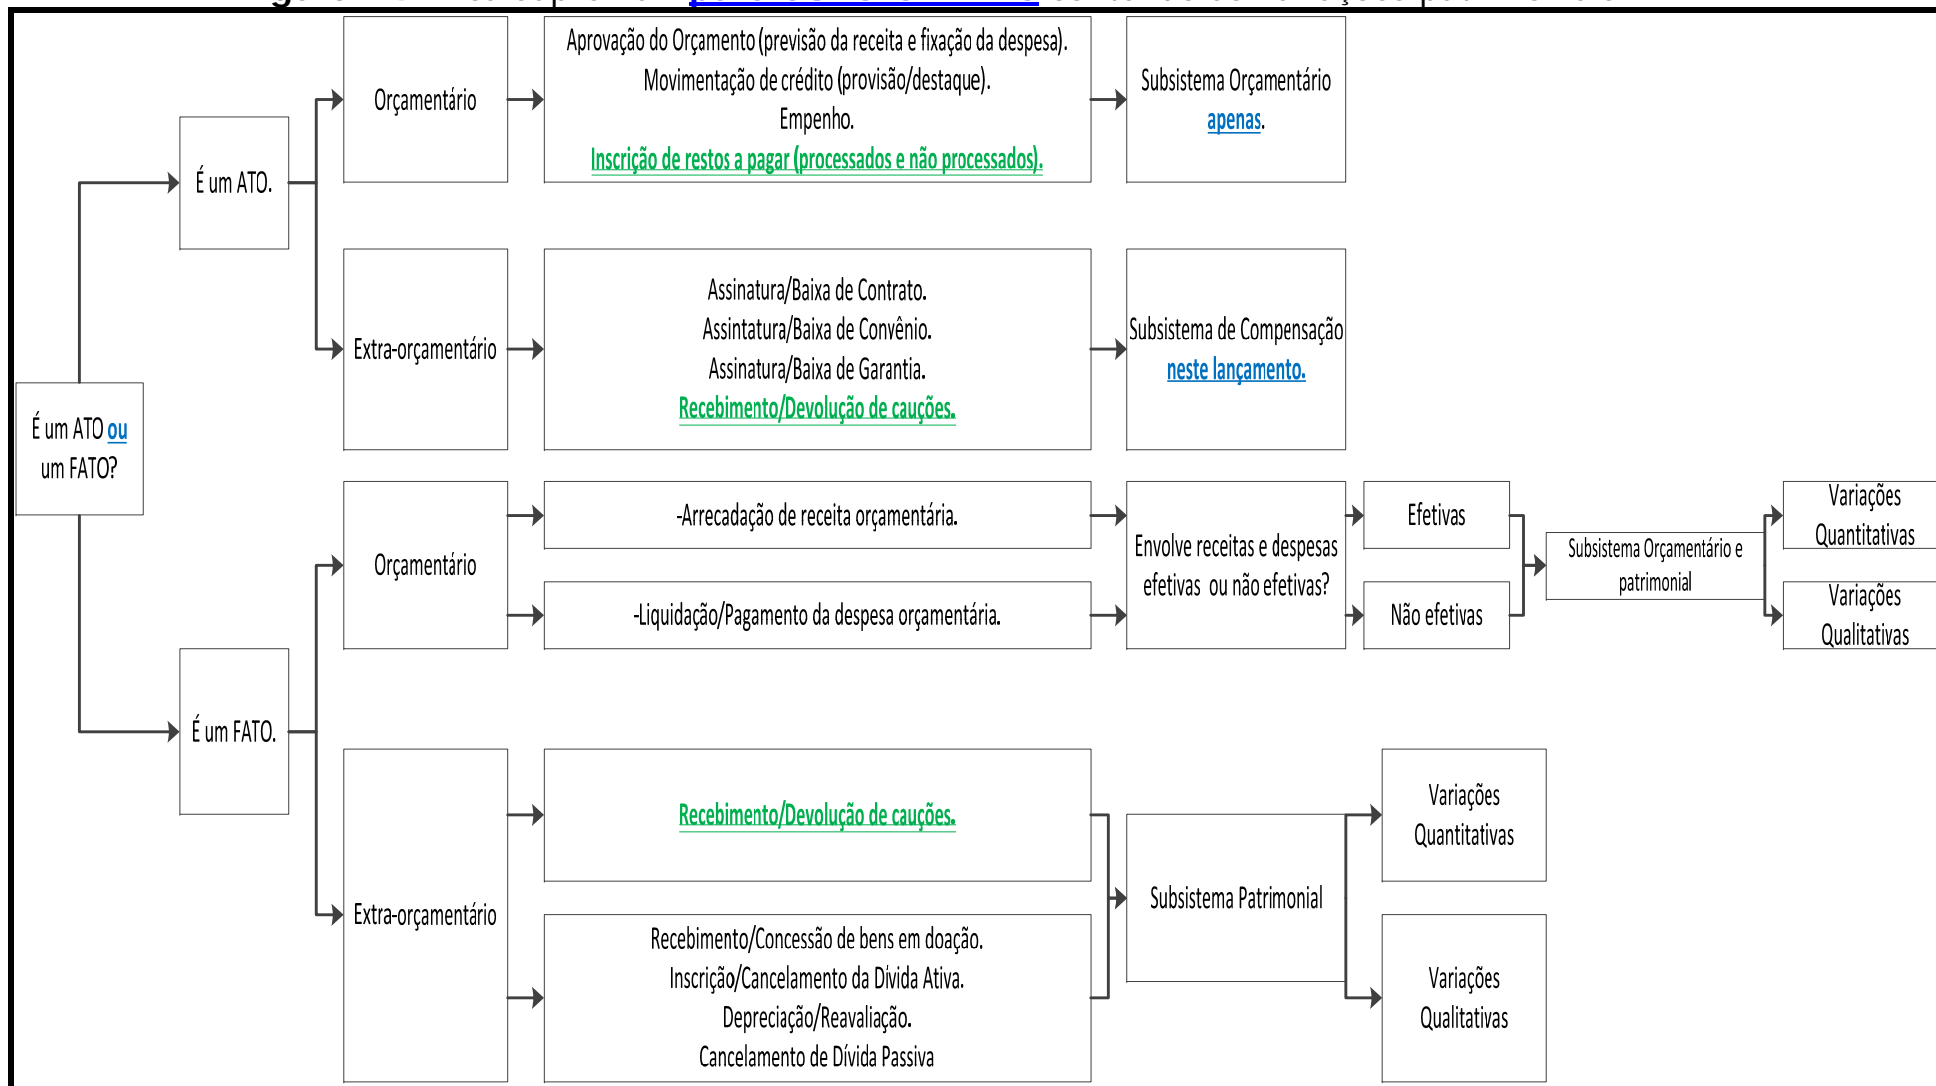 É um ATO ou
um FATO?
É um ATO.
Orçamentário
Aprovação do Orçamento (previsão da receita e fixação da despesa).
Movimentação de crédito (provisão/destaque).
Empenho.
Inscrição de restos a pagar (processados e não processados).
Subsistema Orçamentário
apenas.
Extra-orçamentário
Assinatura/Baixa de Contrato.
Assintatura/Baixa de Convênio.
Assinatura/Baixa de Garantia.
Recebimento/Devolução de cauções.
Subsistema de Compensação
neste lançamento.
É um FATO.
Orçamentário
-Arrecadação de receita orçamentária.
-Liquidação/Pagamento da despesa orçamentária.
Envolve receitas e despesas
efetivas ou não efetivas?
Efetivas
Não efetivas
Subsistema Orçamentário e
patrimonial
Variações
Quantitativas
Variações
Qualitativas
Extra-orçamentário
Recebimento/Devolução de cauções.
Recebimento/Concessão de bens em doação.
Inscrição/Cancelamento da Dívida Ativa.
Depreciação/Reavaliação.
Cancelamento de Dívida Passiva
Subsistema Patrimonial
Variações
Quantitativas
Variações
Qualitativas